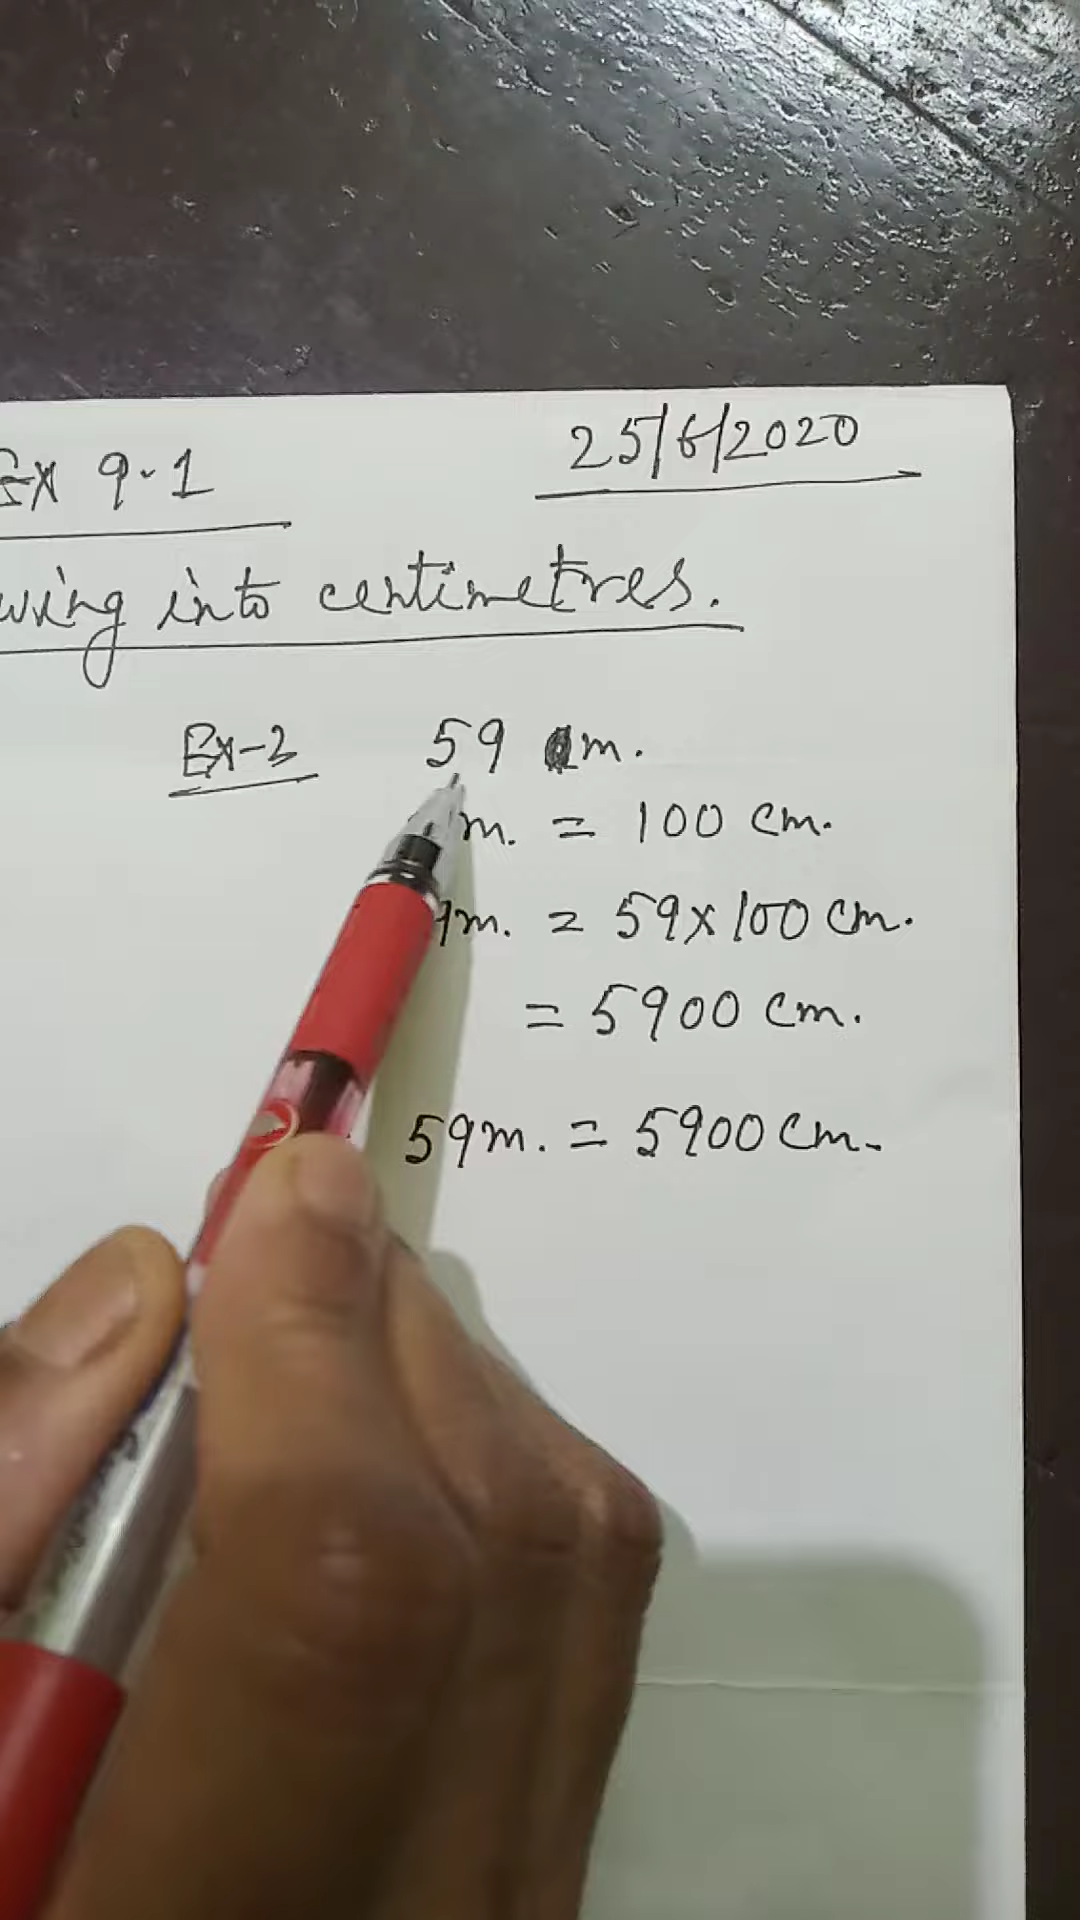 Ex 9.1
25/6/2020
into centimetres.
Ex-2 59 m.
m. = 100 cm.
m. = 59x100 cm.
= 5900 cm.
59m. = 5900 cm.